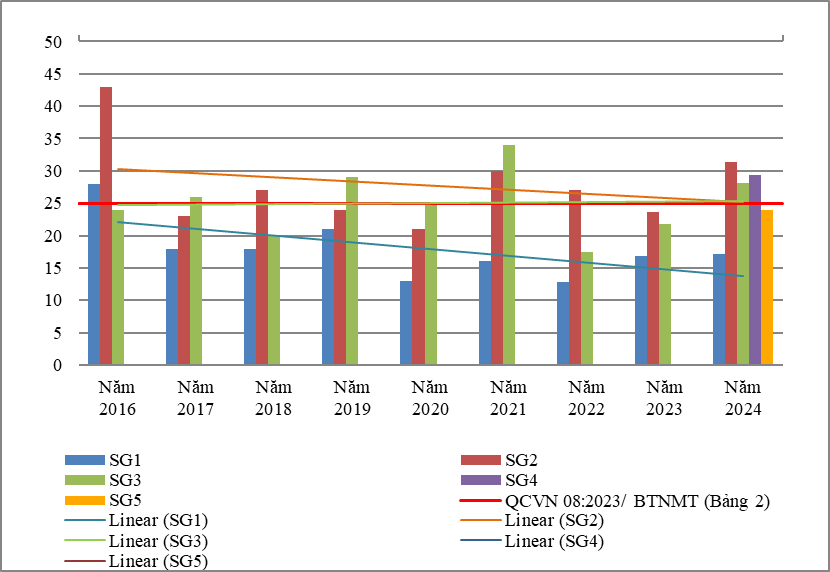 50
45
40
35
30
25
20
15
10
5
0
Năm Năm Năm Năm Năm Năm Năm Năm Năm
2016 2017 2018 2019 2020 2021 2022 2023 2024
SG1 SG2
SG3 SG4
SG5 QCVN 08:2023/ BTNMT (Bảng 2)
Linear (SG1) Linear (SG2)
Linear (SG3) Linear (SG4)
Linear (SG5)